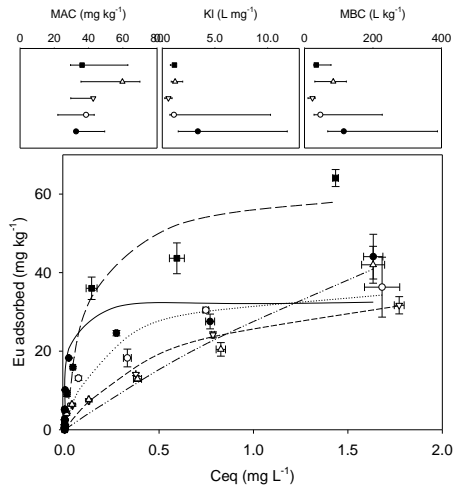 MAC (mg kg⁻¹) Kl (L mg⁻¹) MBC (L kg⁻¹)
0 20 40 60 80 0.0 5.0 10.0 0 200 400
Eu adsorbed (mg kg⁻¹)
60
40
20
0
0.0 0.5 1.0 1.5 2.0
Ceq (mg L⁻¹)